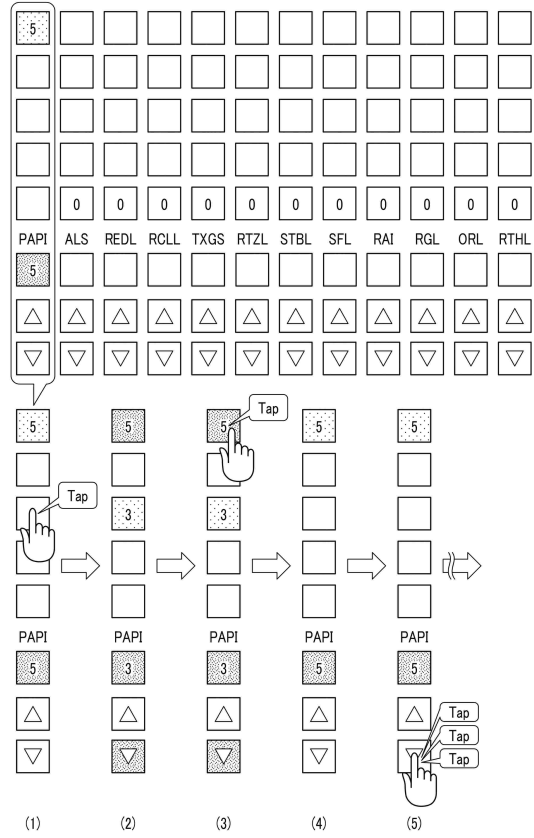 5
0 0 0 0 0 0 0 0 0 0 0
PAPI ALS REDL RCLL TXGS RTZL STBL SFL RAI RGL ORL RTHL
5
5 5 5 Tap 5 5
Tap 3 3
PAPI PAPI PAPI PAPI PAPI
5 3 3 5 5
Tap
Tap
Tap
(1) (2) (3) (4) (5)